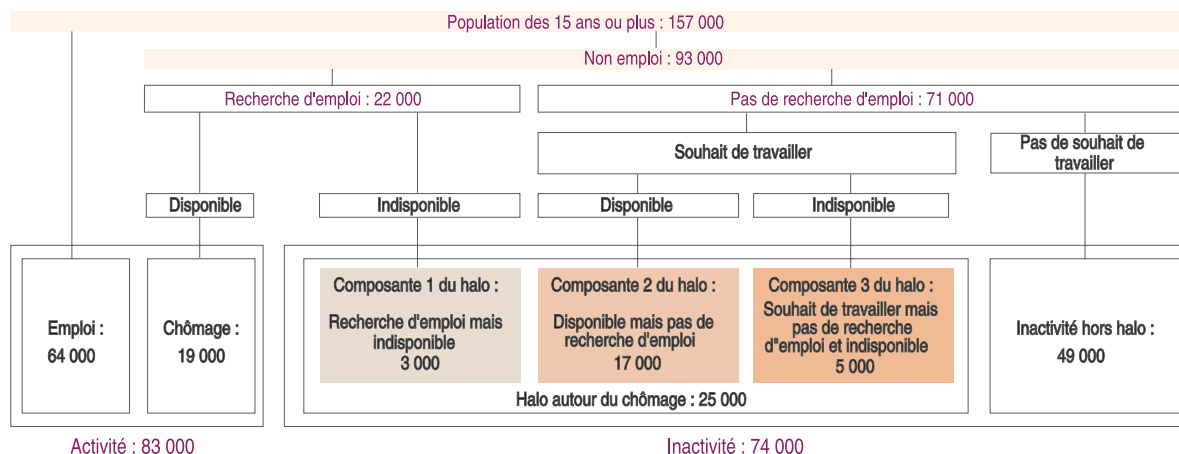 Population des 15 ans ou plus : 157 000
Non emploi : 93 000
Recherche d'emploi : 22 000
Pas de recherche d'emploi : 71 000
Souhait de travailler
Pas de souhait de
travailler
Disponible
Indisponible
Disponible
Indisponible
Emploi :
64 000
Chômage :
19 000
Composante 1 du halo :
Recherche d'emploi mais
indisponible
3 000
Composante 2 du halo :
Disponible mais pas de
recherche d'emploi
17 000
Composante 3 du halo :
Souhait de travailler mais
pas de recherche
d"emploi et indisponible
5 000
Inactivité hors halo :
49 000
Halo autour du chômage : 25 000
Activité : 83 000
Inactivité : 74 000